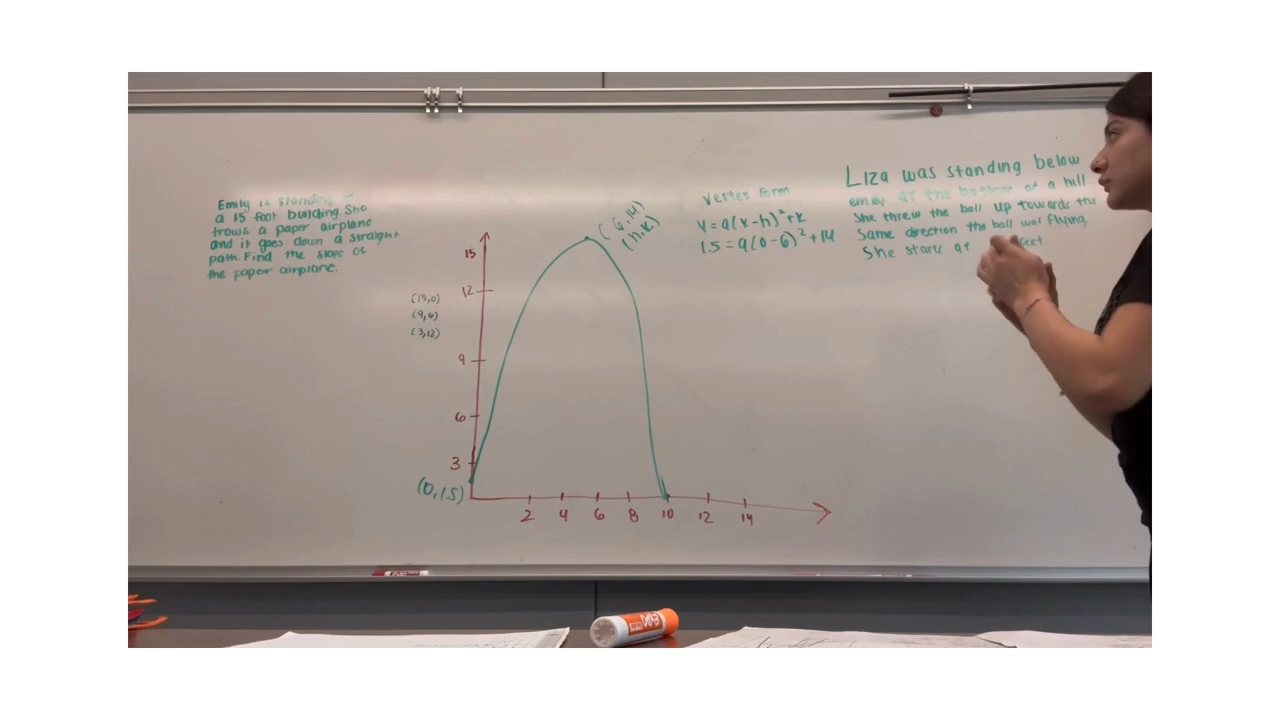 Emily is standing
a 15 foot building. She
trows a paper airplane
and it goes down a straight
path. Find the slope of
the paper airplane.
(15,0)
(9,6)
(3,12)
15
12
9
6
3
(0,1.5)
2 4 6 8 10 12 14
(6,14)
(h,k)
Vertex form
y=a(x-h)²+k
1.5=a(0-6)²+14
Liza was standing below
emily at the bottom of a hill.
She threw the ball up towards the
Same direction the ball was flying.
She starts at
EXPO